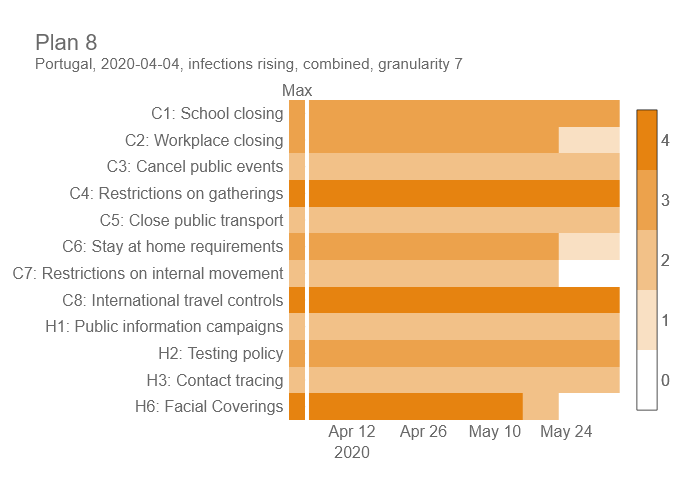 Plan 8
Portugal, 2020-04-04, infections rising, combined, granularity 7
Max
C1: School closing
C2: Workplace closing
C3: Cancel public events
C4: Restrictions on gatherings
C5: Close public transport
C6: Stay at home requirements
C7: Restrictions on internal movement
C8: International travel controls
H1: Public information campaigns
H2: Testing policy
H3: Contact tracing
H6: Facial Coverings
Apr 12 Apr 26 May 10 May 24
2020
4
3
2
1
0